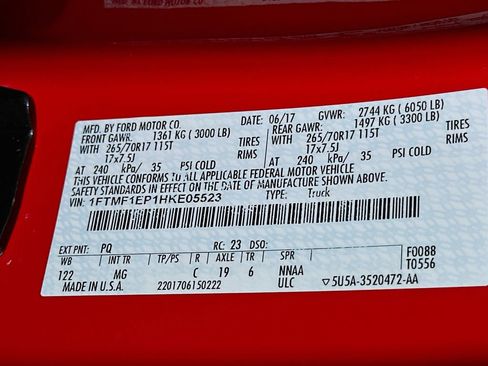 MFD. BY FORD MOTOR CO.
DATE: 06/17 GVWR: 2744 KG ( 6050 LB)
FRONT GAWR: 1361 KG ( 3000 LB) REAR GAWR: 1497 KG ( 3300 LB)
WITH 265/70R17 115T TIRES WITH 265/70R17 115T TIRES
17x7.5J RIMS 17x7.5J RIMS
AT 240 kPa/ 35 PSI COLD AT 240 kPa/ 35 PSI COLD
THIS VEHICLE CONFORMS TO ALL APPLICABLE FEDERAL MOTOR VEHICLE
SAFETY STANDARDS IN EFFECT ON THE DATE OF MANUFACTURE SHOWN ABOVE.
VIN: 1FTMF1EP1HKE05523
TYPE: Truck
EXT PNT: PQ RC: 23 DSO:
WB INT TR TP/PS R AXLE TR SPR
122 MG C 19 6 NNAA
F0088
T0556
MADE IN U.S.A. 2201706150222 ULC ▽5U5A-3520472-AA